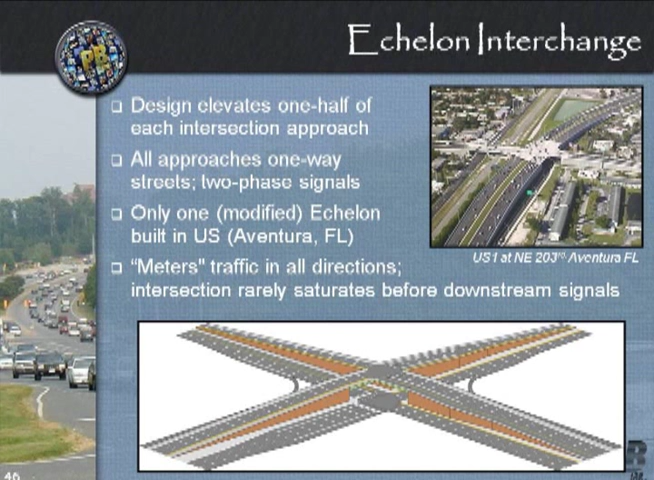 Echelon Interchange
PB
Design elevates one-half of
each intersection approach
All approaches one-way
streets; two-phase signals
Only one (modified) Echelon
built in US (Aventura, FL)
US1 at NE 203rd, Aventura FL
"Meters" traffic in all directions;
intersection rarely saturates before downstream signals
46